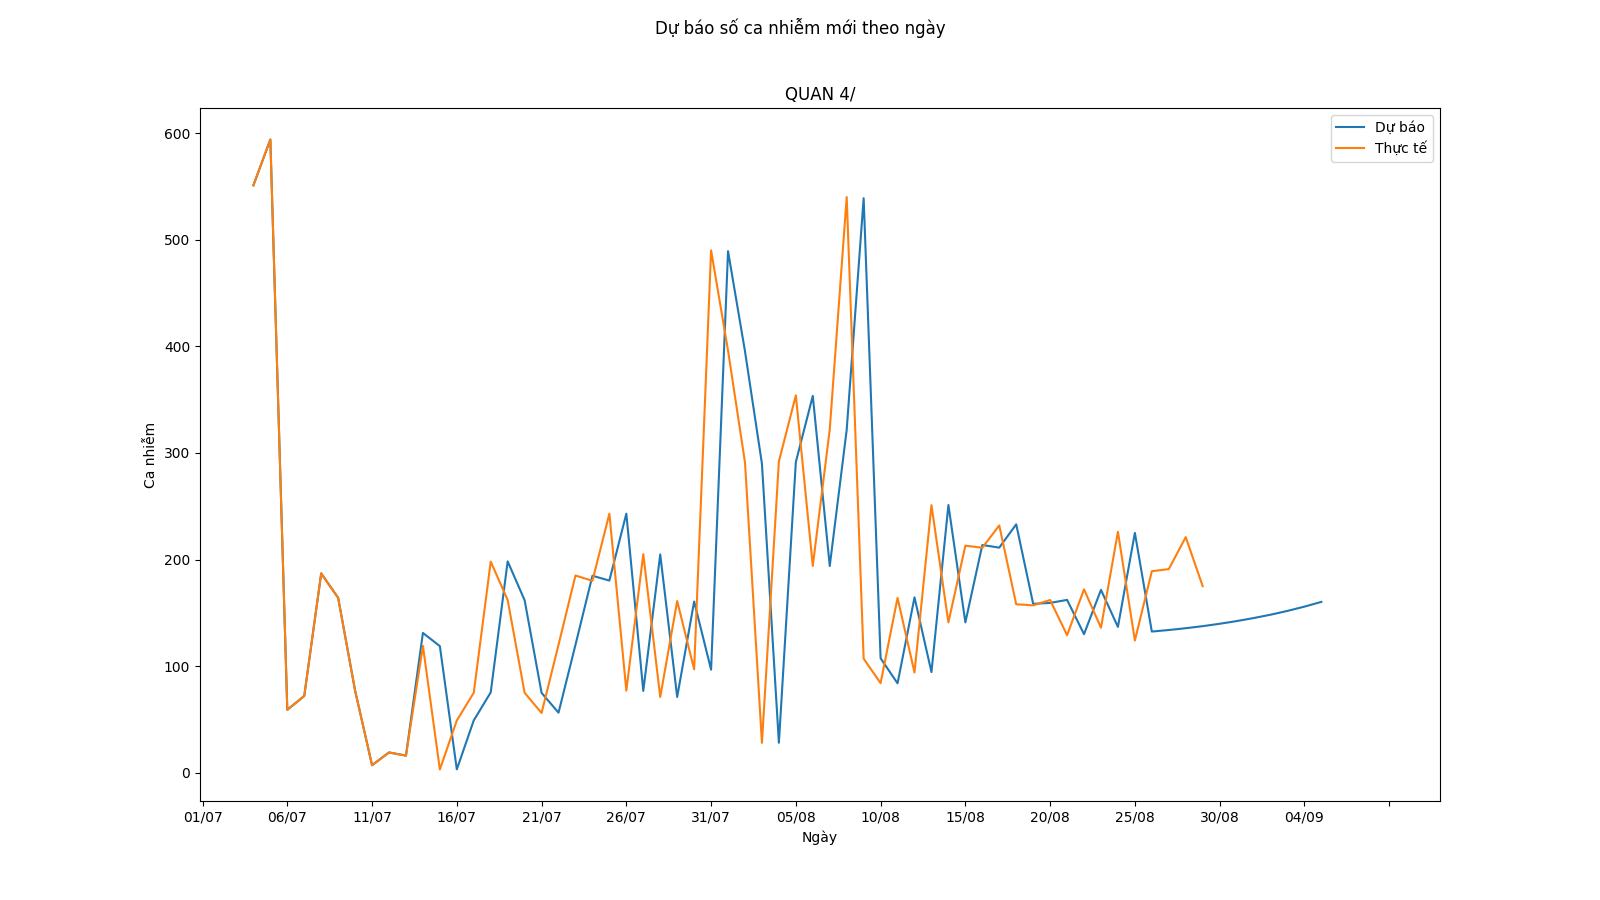 Dự báo số ca nhiễm mới theo ngày
QUAN 4/
Dự báo
Thực tế
600
500
400
300
200
100
0
Ca nhiễm
01/07 06/07 11/07 16/07 21/07 26/07 31/07 05/08 10/08 15/08 20/08 25/08 30/08 04/09
Ngày